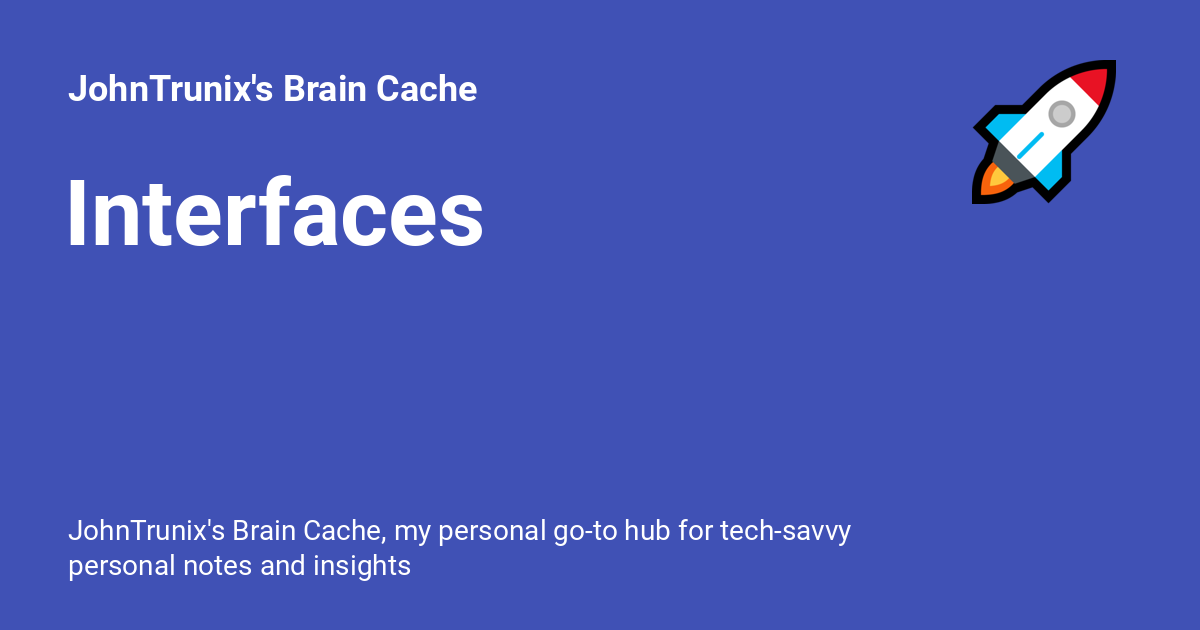 JohnTrunix's Brain Cache
Interfaces
JohnTrunix's Brain Cache, my personal go-to hub for tech-savvy
personal notes and insights